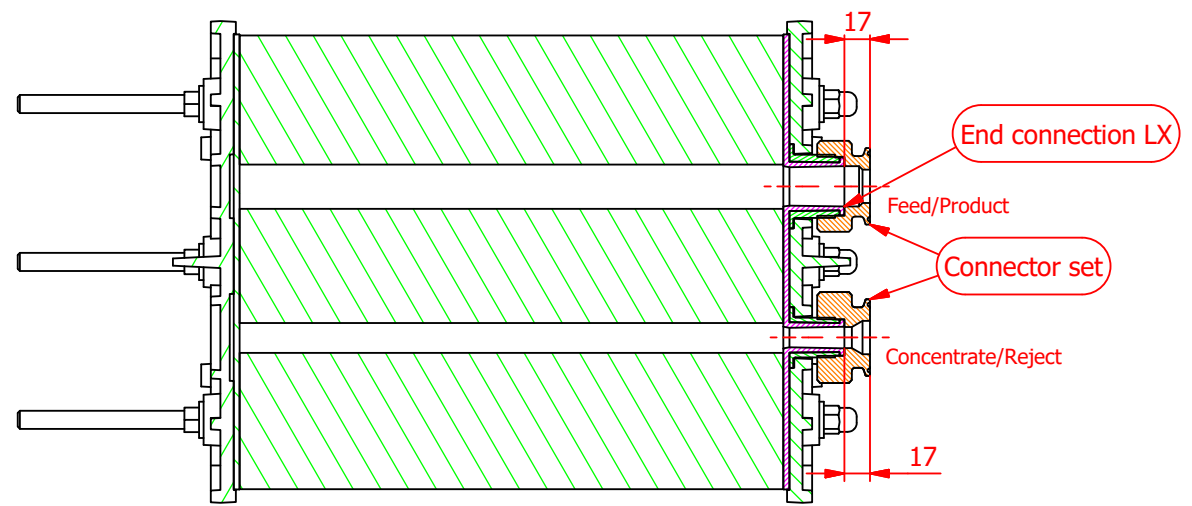 17
End connection LX
Feed/Product
Connector set
Concentrate/Reject
17